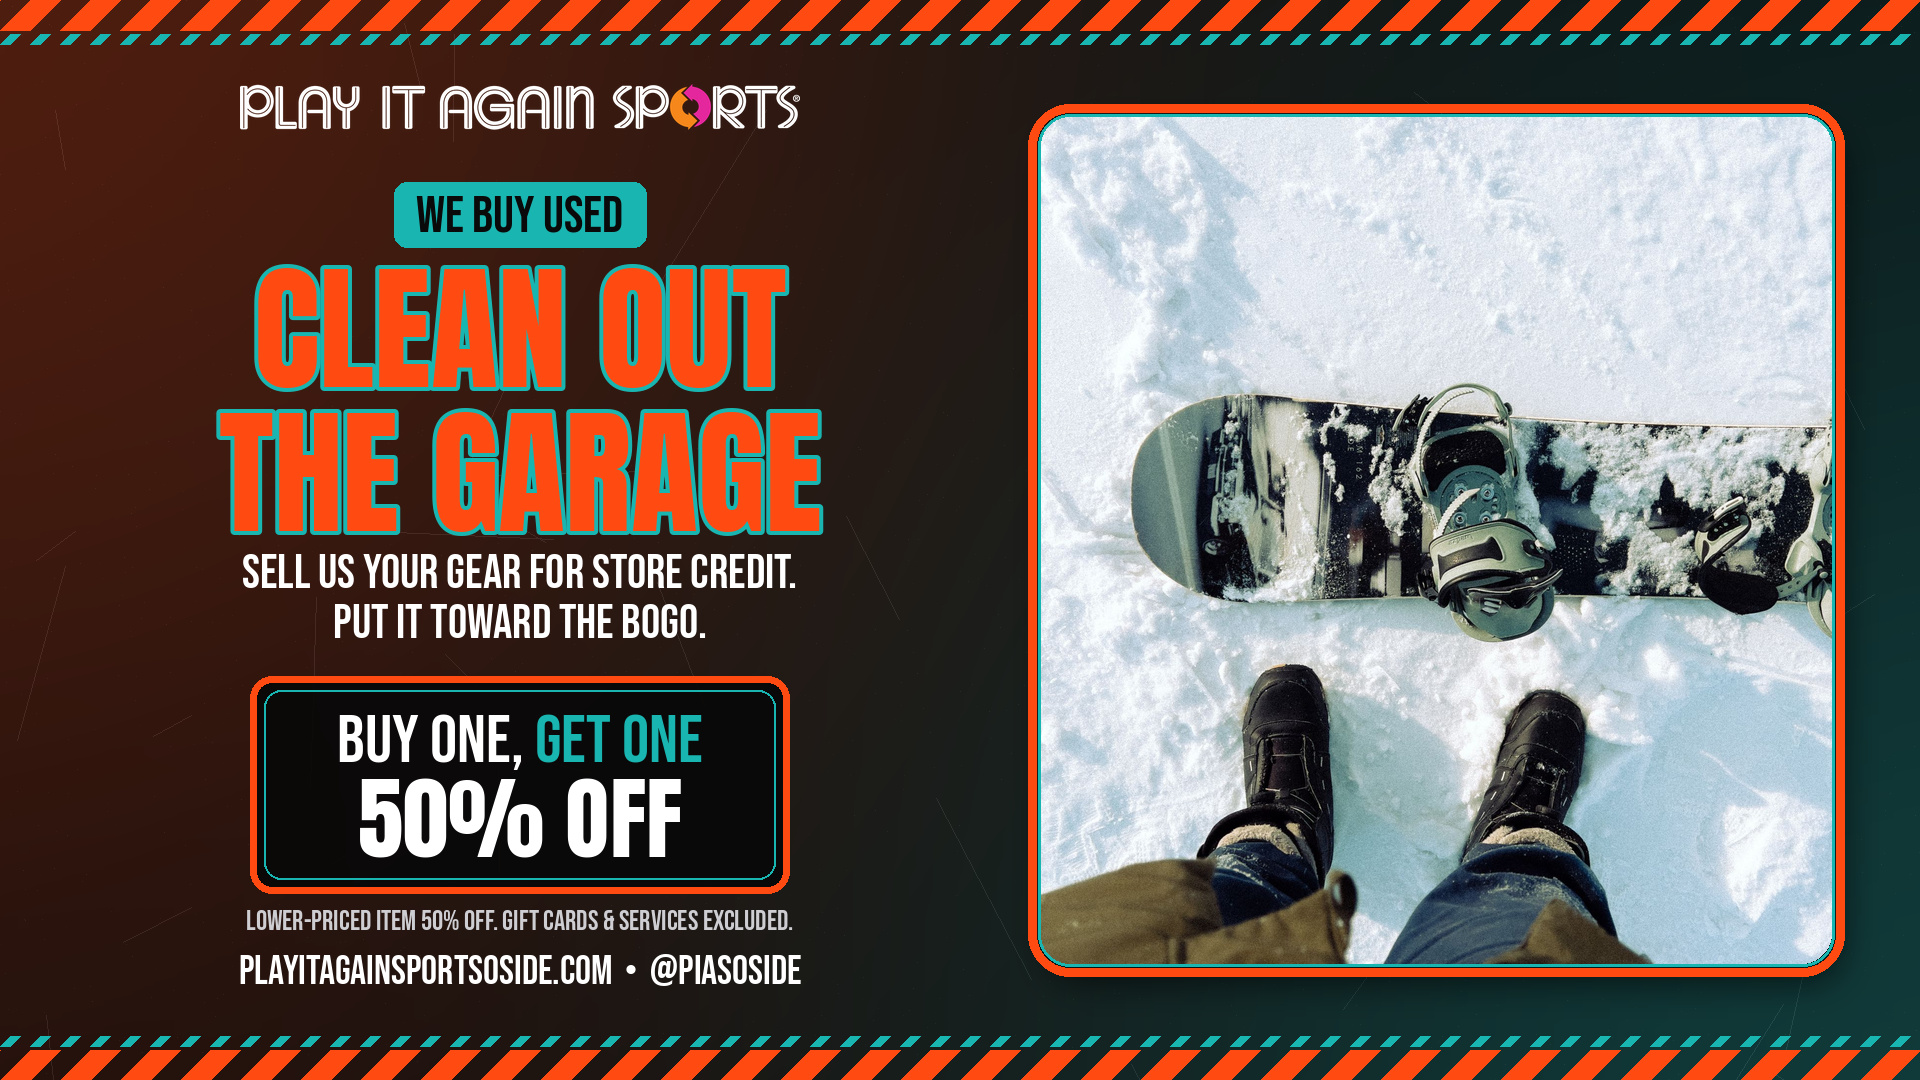 PLAY IT AGAIN SPORTS®
WE BUY USED
CLEAN OUT
THE GARAGE
SELL US YOUR GEAR FOR STORE CREDIT.
PUT IT TOWARD THE BOGO.
BUY ONE, GET ONE
50% OFF
LOWER-PRICED ITEM 50% OFF. GIFT CARDS & SERVICES EXCLUDED.
PLAYITAGAINSPORTSOSIDE.COM • @PIASOSIDE